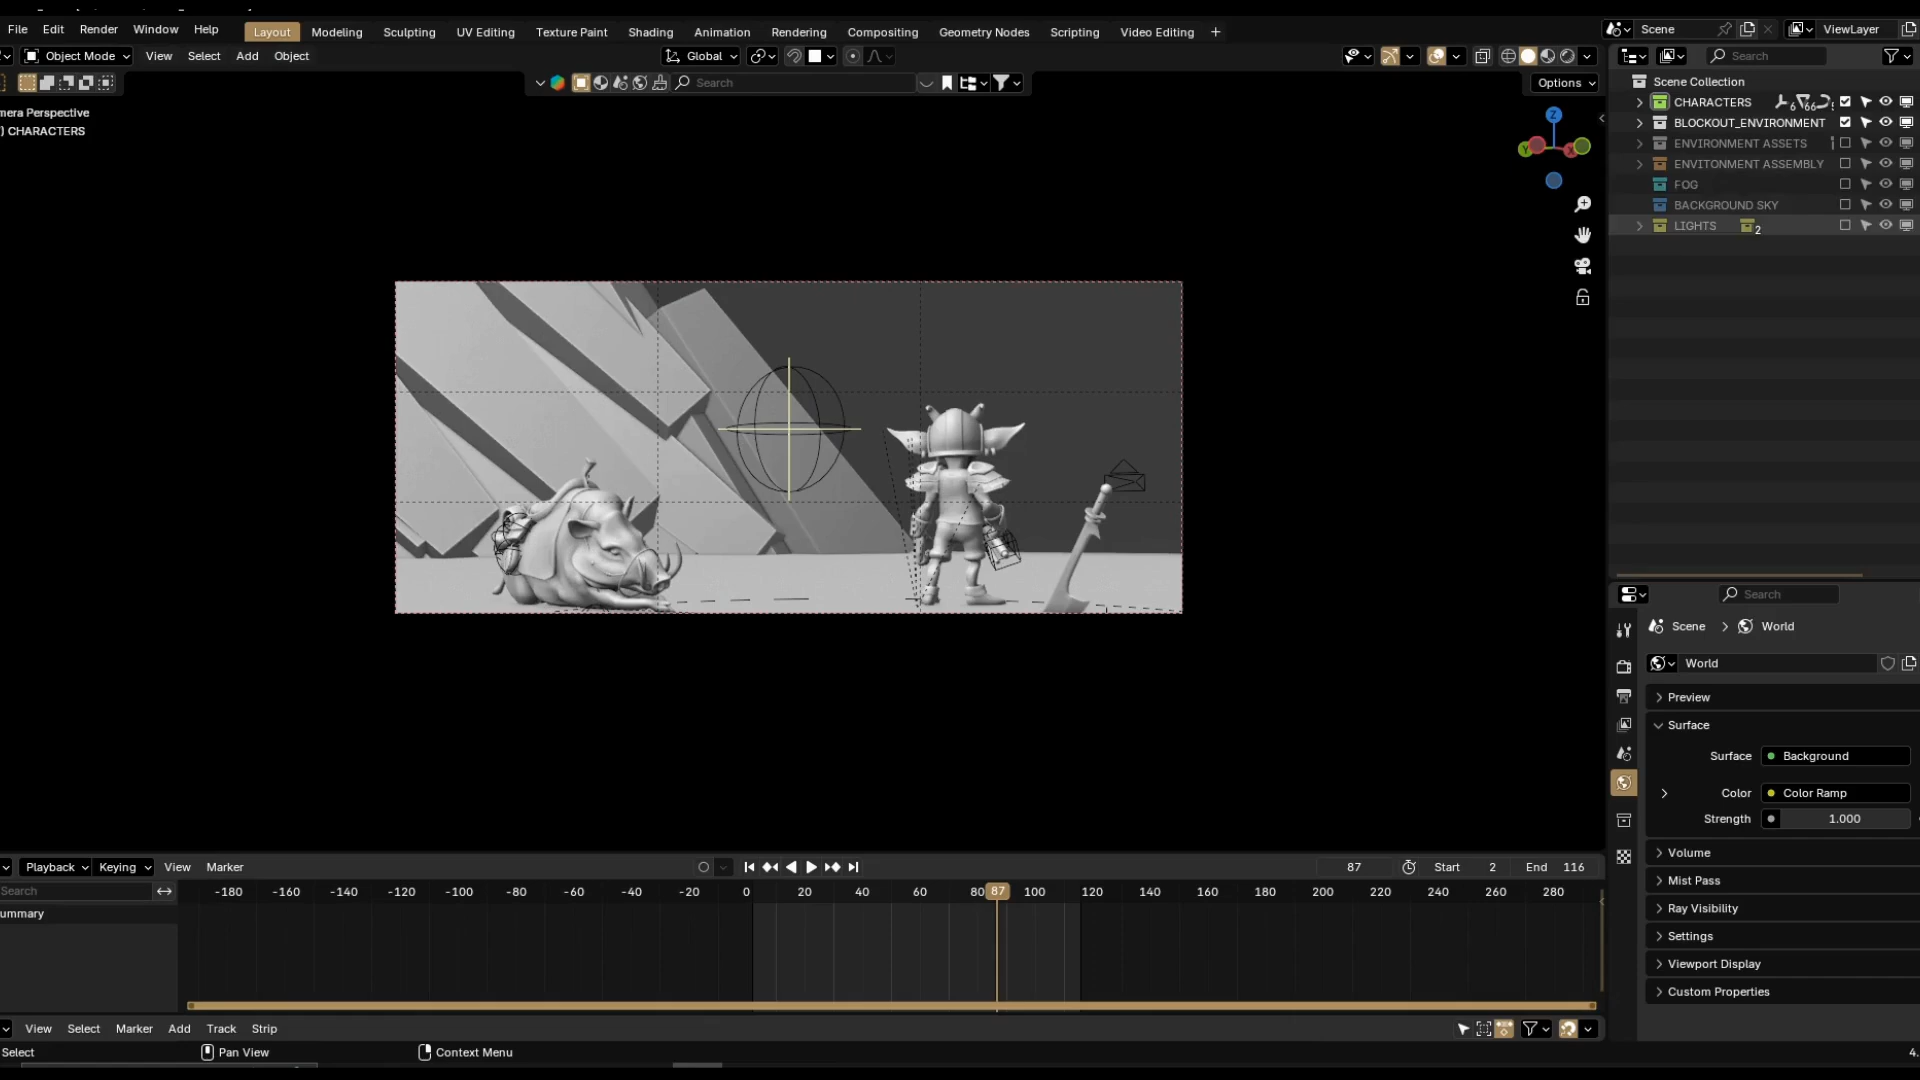 File Edit Render Window Help Layout Modeling Sculpting UV Editing Texture Paint Shading Animation Rendering Compositing Geometry Nodes Scripting Video Editing + Scene ViewLayer
Object Mode View Select Add Object Global Search
Search Options
mera Perspective
) CHARACTERS
Z
Y X
Scene Collection
CHARACTERS 6 66
BLOCKOUT_ENVIRONMENT
ENVIRONMENT ASSETS
ENVITONMENT ASSEMBLY
FOG
BACKGROUND SKY
LIGHTS 2
Search
Scene > World
World
Preview
Surface
Surface Background
Color Color Ramp
Strength 1.000
Volume
Mist Pass
Ray Visibility
Settings
Viewport Display
Custom Properties
Playback Keying View Marker 87 Start 2 End 116
Search -180 -160 -140 -120 -100 -80 -60 -40 -20 0 20 40 60 80 87 100 120 140 160 180 200 220 240 260 280
ummary
View Select Marker Add Track Strip
Select Pan View Context Menu 4.